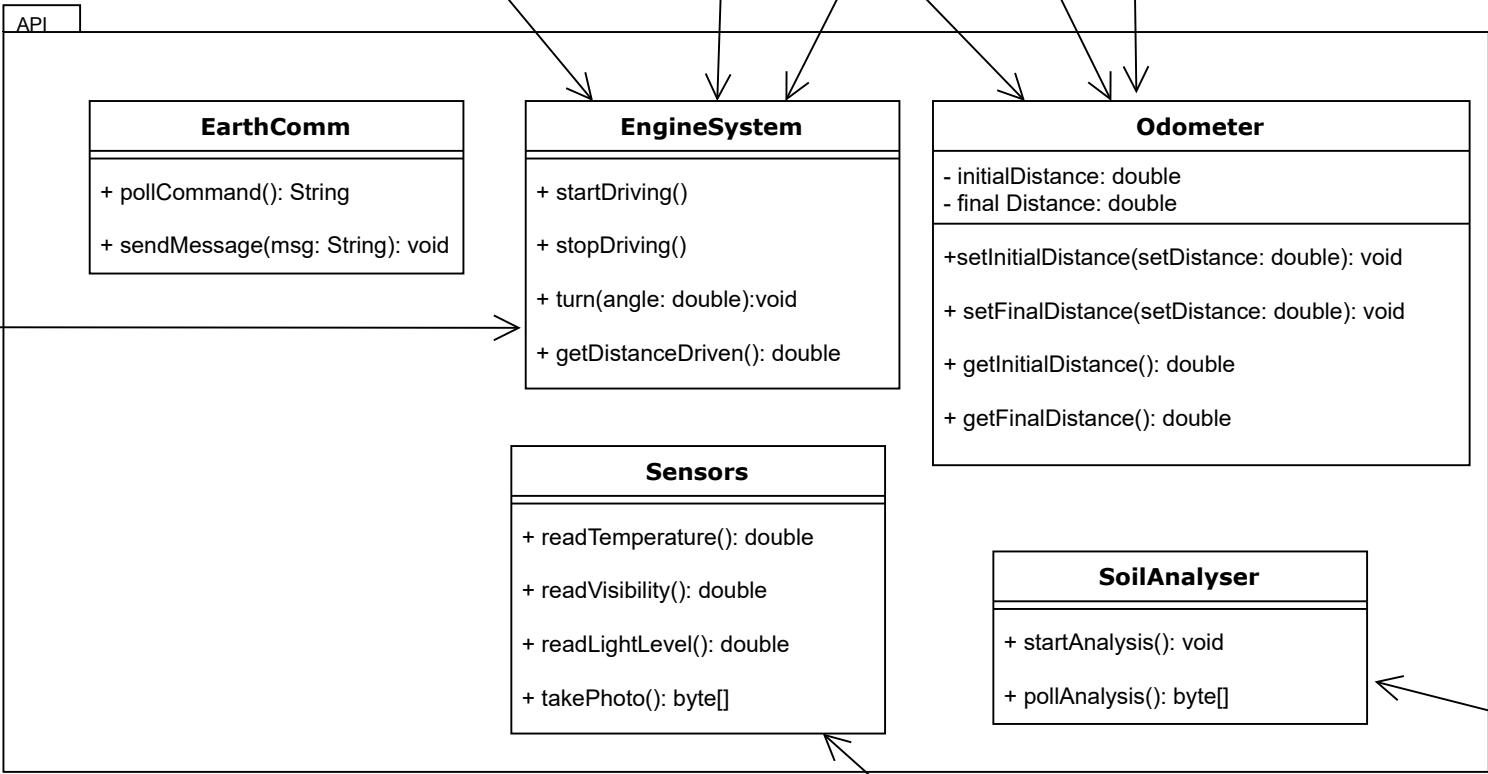 API
EarthComm
+ pollCommand(): String
+ sendMessage(msg: String): void
EngineSystem
+ startDriving()
+ stopDriving()
+ turn(angle: double):void
+ getDistanceDriven(): double
Odometer
- initialDistance: double
- final Distance: double
+setInitialDistance(setDistance: double): void
+ setFinalDistance(setDistance: double): void
+ getInitialDistance(): double
+ getFinalDistance(): double
Sensors
+ readTemperature(): double
+ readVisibility(): double
+ readLightLevel(): double
+ takePhoto(): byte[]
SoilAnalyser
+ startAnalysis(): void
+ pollAnalysis(): byte[]